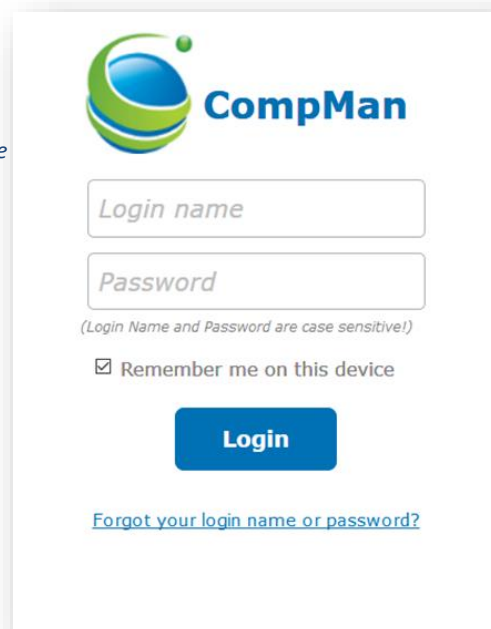 CompMan
e
Login name
Password
(Login Name and Password are case sensitive!)
Remember me on this device
Login
Forgot your login name or password?